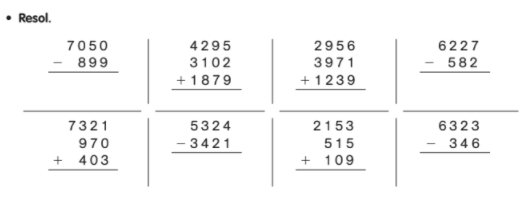 • Resol.
7050 4295 2956 6227
− 899 3102 3971 − 582
+1879 +1239
7321 5324 2153 6323
970 −3421 515 − 346
+ 403 + 109